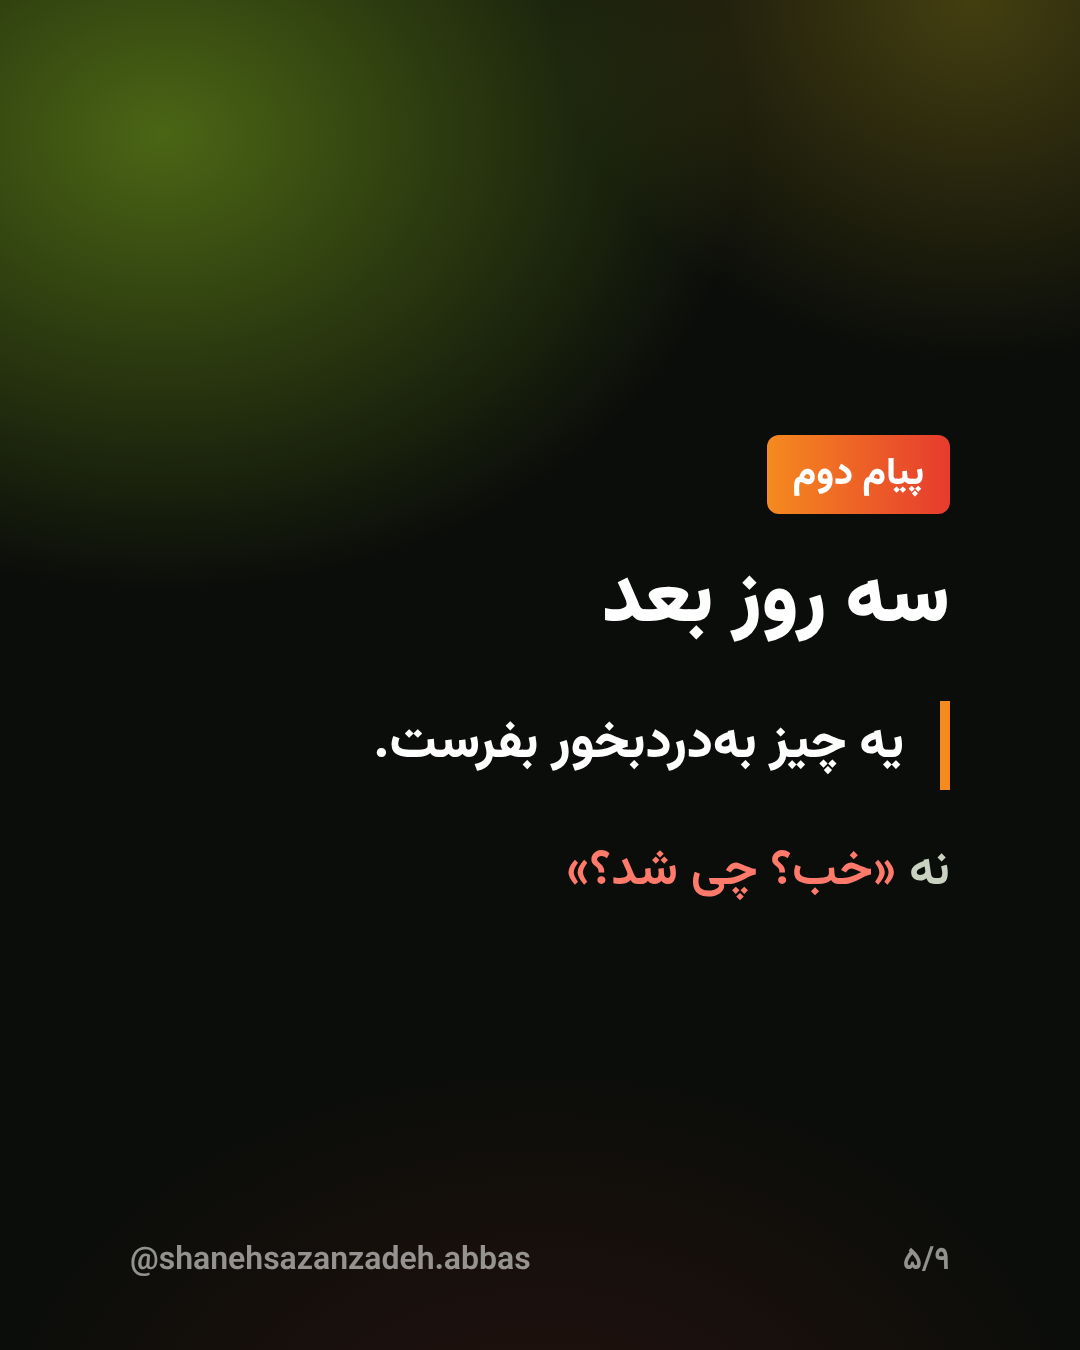 پیام دوم
سه روز بعد
یه چیز به‌دردبخور بفرست.
نه «خب؟ چی شد؟»
@shanehsazanzadeh.abbas
۵/۹